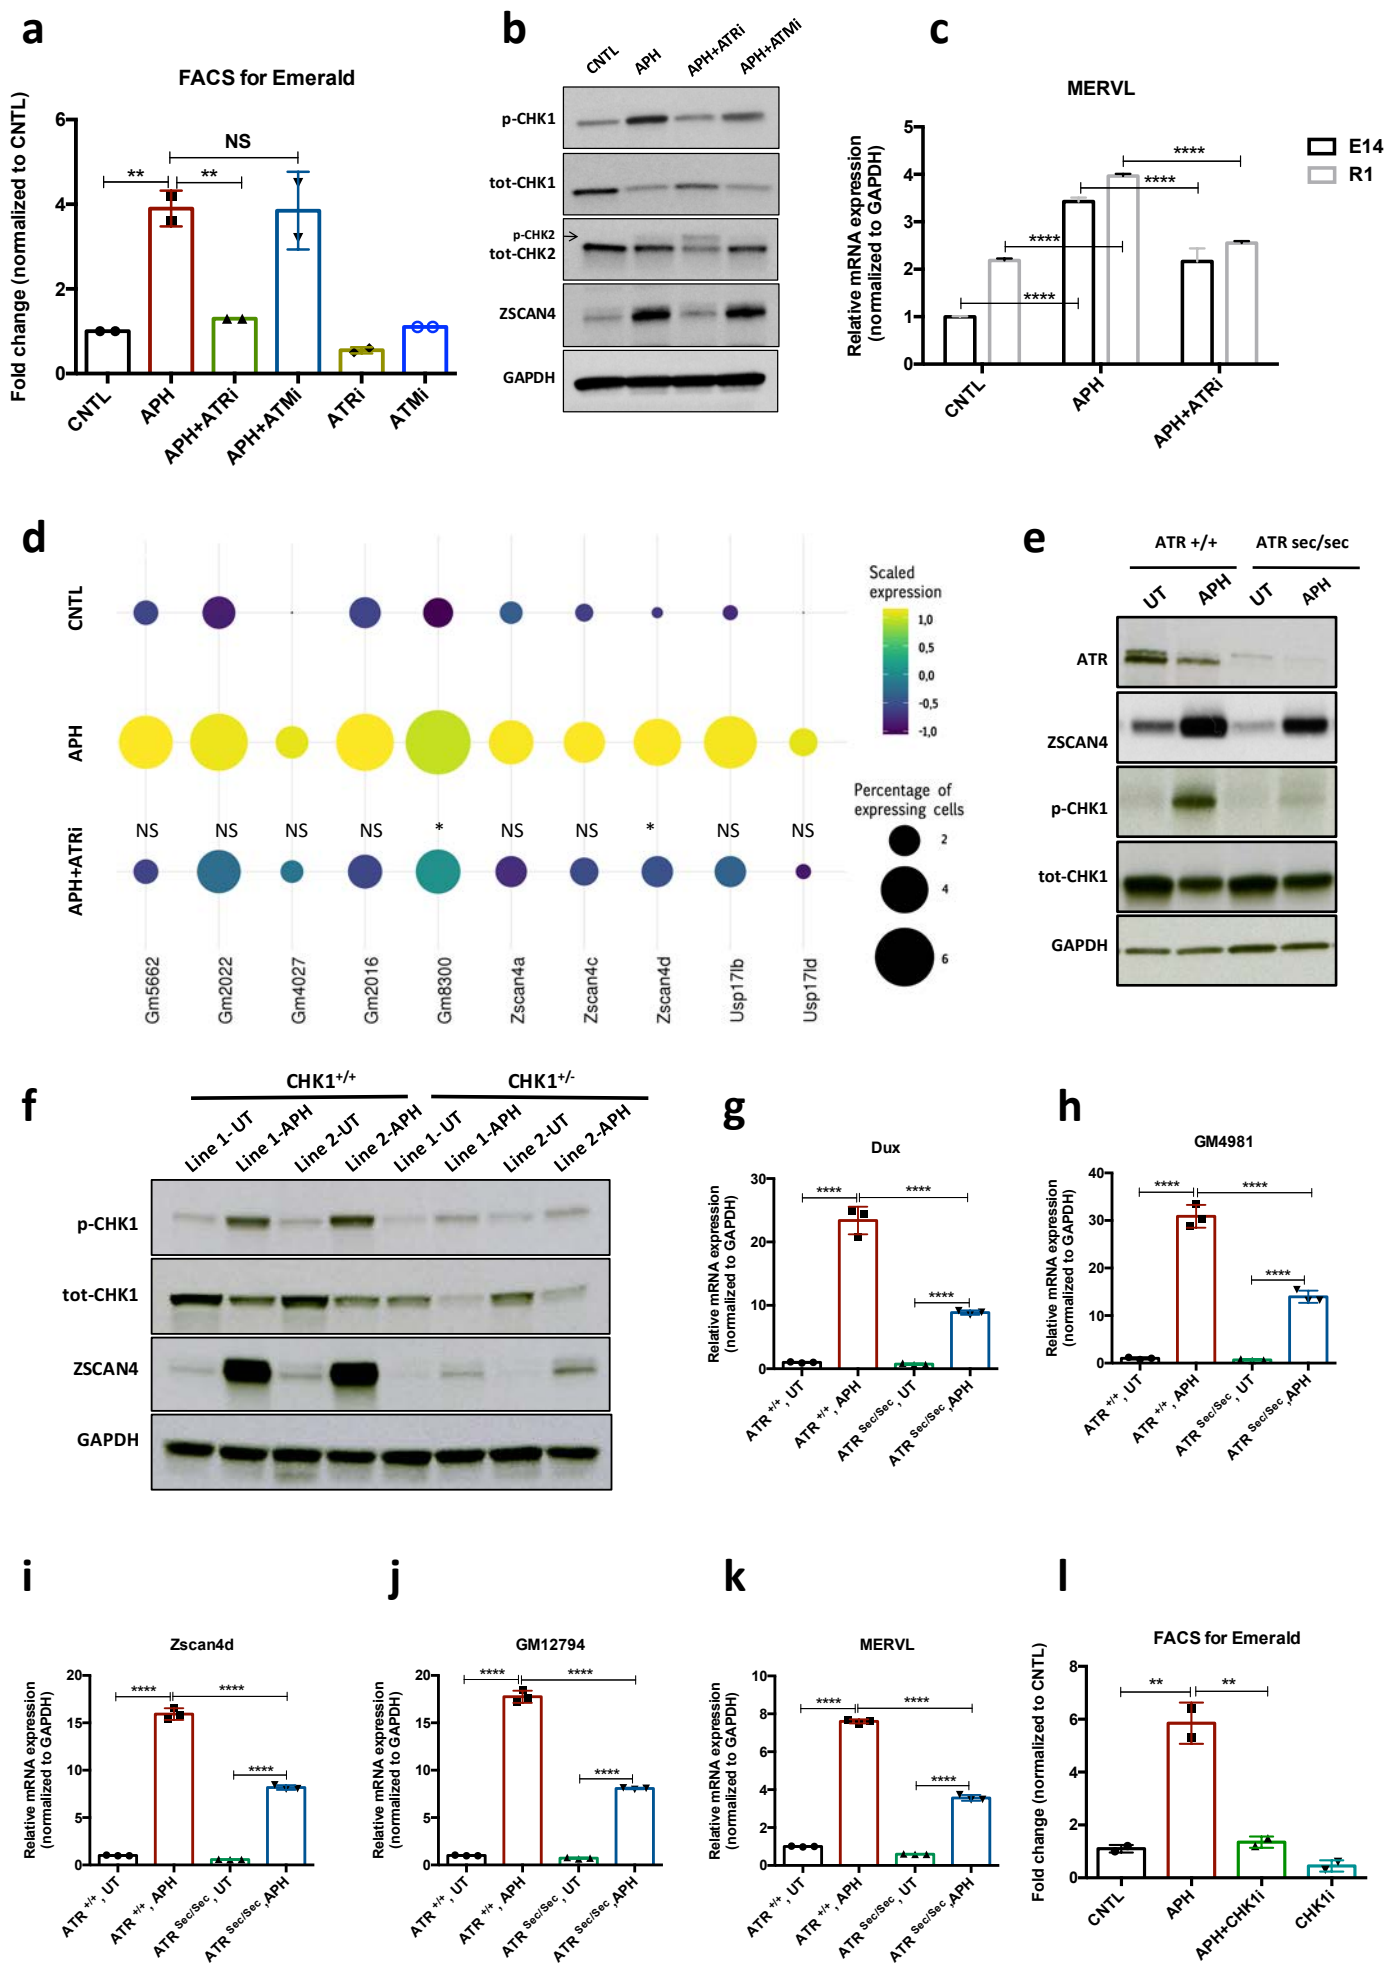 a
FACS for Emerald
Fold change (normalized to CNTL)
6
4
2
0
**
**
NS
CNTL
APH
APH+ATRi
APH+ATMi
ATRi
ATMi
b
CNTL
APH
APH+ATRi
APH+ATMi
p-CHK1
tot-CHK1
p-CHK2
tot-CHK2
ZSCAN4
GAPDH
c
MERVL
Relative mRNA expression
(normalized to GAPDH)
5
4
3
2
1
0
****
****
****
****
CNTL
APH
APH+ATRi
E14
R1
d
CNTL
APH
APH+ATRi
NS
NS
NS
NS
*
NS
NS
*
NS
NS
Gm5662
Gm2022
Gm4027
Gm2016
Gm8300
Zscan4a
Zscan4c
Zscan4d
Usp17lb
Usp17ld
Scaled
expression
1,0
0,5
0,0
-0,5
-1,0
Percentage of
expressing cells
2
4
6
e
ATR +/+
ATR sec/sec
UT
APH
UT
APH
ATR
ZSCAN4
p-CHK1
tot-CHK1
GAPDH
f
CHK1+/+
CHK1+/-
Line 1- UT
Line 1-APH
Line 2-UT
Line 2-APH
Line 1-UT
Line 1-APH
Line 2-UT
Line 2-APH
p-CHK1
tot-CHK1
ZSCAN4
GAPDH
g
Dux
Relative mRNA expression
(normalized to GAPDH)
30
20
10
0
****
****
****
ATR +/+, UT
ATR +/+, APH
ATR Sec/Sec, UT
ATR Sec/Sec,APH
h
GM4981
Relative mRNA expression
(normalized to GAPDH)
40
30
20
10
0
****
****
****
ATR +/+, UT
ATR +/+, APH
ATR Sec/Sec, UT
ATR Sec/Sec,APH
i
Zscan4d
Relative mRNA expression
(normalized to GAPDH)
20
15
10
5
0
****
****
****
ATR +/+, UT
ATR +/+, APH
ATR Sec/Sec, UT
ATR Sec/Sec,APH
j
GM12794
Relative mRNA expression
(normalized to GAPDH)
20
15
10
5
0
****
****
****
ATR +/+, UT
ATR +/+, APH
ATR Sec/Sec, UT
ATR Sec/Sec,APH
k
MERVL
Relative mRNA expression
(normalized to GAPDH)
10
8
6
4
2
0
****
****
****
ATR +/+, UT
ATR +/+, APH
ATR Sec/Sec, UT
ATR Sec/Sec,APH
l
FACS for Emerald
Fold change (normalized to CNTL)
8
6
4
2
0
**
**
CNTL
APH
APH+CHK1i
CHK1i